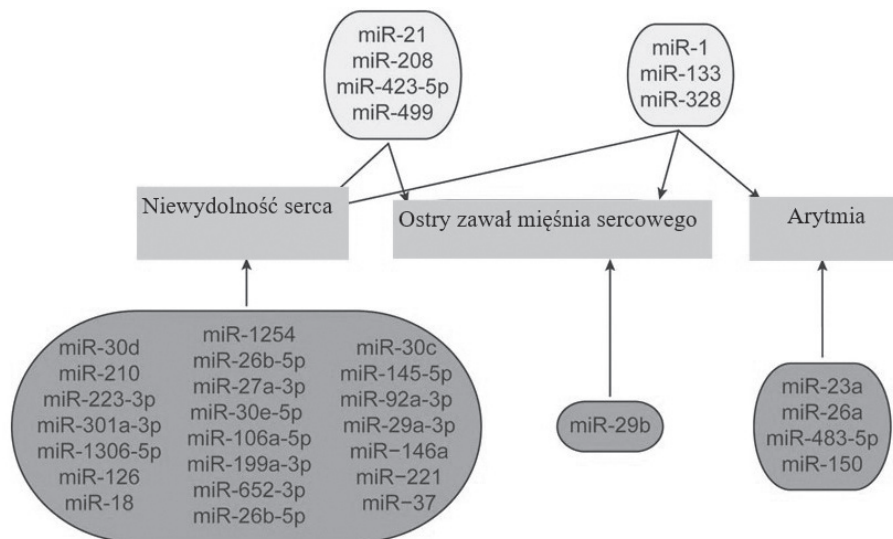 miR-21
miR-208
miR-423-5p
miR-499
miR-1
miR-133
miR-328
Niewydolność serca
Ostry zawał mięśnia sercowego
Arytmia
miR-30d
miR-210
miR-223-3p
miR-301a-3p
miR-1306-5p
miR-126
miR-18
miR-1254
miR-26b-5p
miR-27a-3p
miR-30e-5p
miR-106a-5p
miR-199a-3p
miR-652-3p
miR-26b-5p
miR-30c
miR-145-5p
miR-92a-3p
miR-29a-3p
miR−146a
miR−221
miR−37
miR-29b
miR-23a
miR-26a
miR-483-5p
miR-150